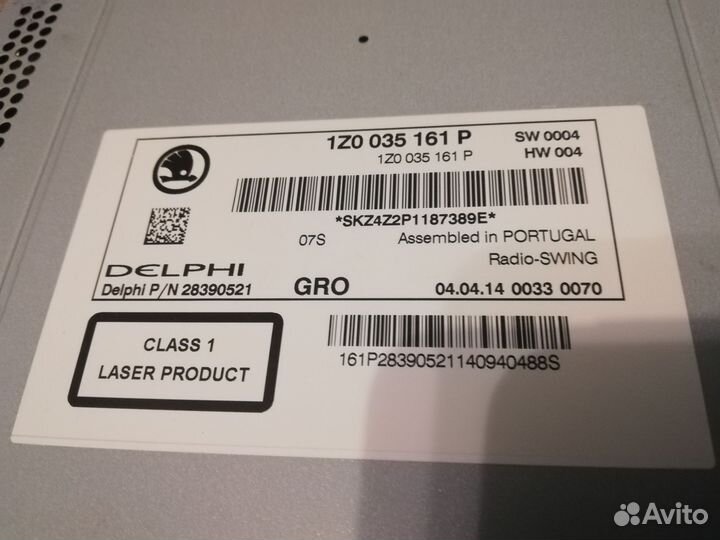 1Z0 035 161 P SW 0004
1Z0 035 161 P HW 004
*SKZ4Z2P1187389E*
07S Assembled in PORTUGAL
Radio-SWING
DELPHI
Delphi P/N 28390521 GRO 04.04.14 0033 0070
CLASS 1
LASER PRODUCT
161P28390521140940488S
Avito